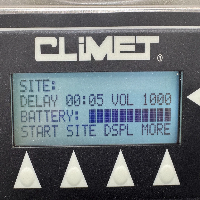 CLiMET®
SITE:
DELAY 00:05 VOL 1000
BATTERY:
START SITE DSPL MORE